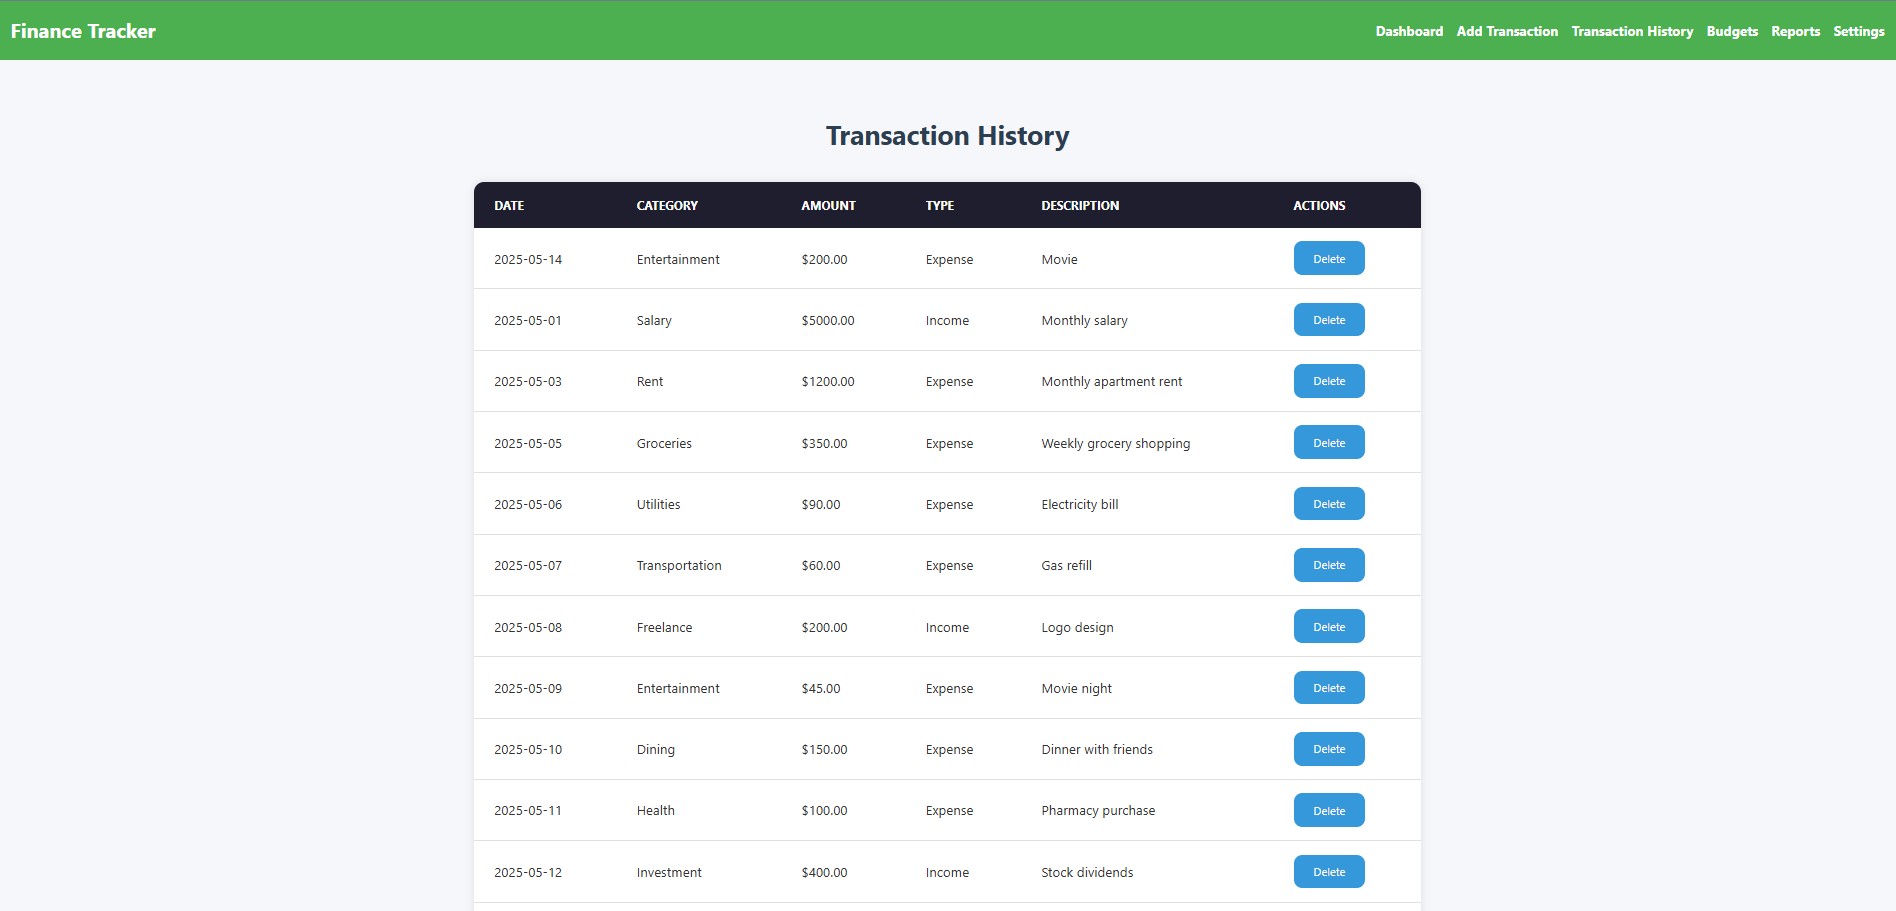 Finance Tracker
Dashboard Add Transaction Transaction History Budgets Reports Settings
Transaction History
DATE CATEGORY AMOUNT TYPE DESCRIPTION ACTIONS
2025-05-14 Entertainment $200.00 Expense Movie Delete
2025-05-01 Salary $5000.00 Income Monthly salary Delete
2025-05-03 Rent $1200.00 Expense Monthly apartment rent Delete
2025-05-05 Groceries $350.00 Expense Weekly grocery shopping Delete
2025-05-06 Utilities $90.00 Expense Electricity bill Delete
2025-05-07 Transportation $60.00 Expense Gas refill Delete
2025-05-08 Freelance $200.00 Income Logo design Delete
2025-05-09 Entertainment $45.00 Expense Movie night Delete
2025-05-10 Dining $150.00 Expense Dinner with friends Delete
2025-05-11 Health $100.00 Expense Pharmacy purchase Delete
2025-05-12 Investment $400.00 Income Stock dividends Delete